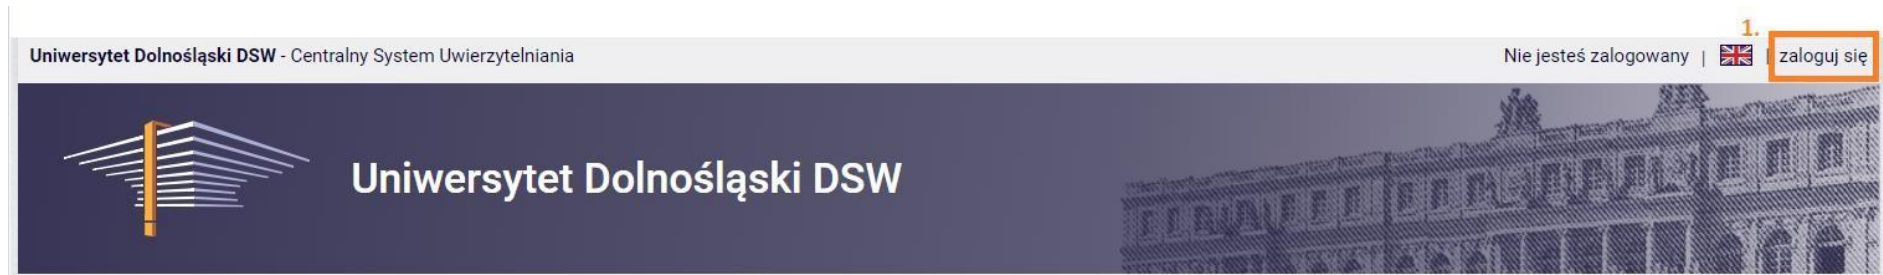 1.
Uniwersytet Dolnośląski DSW - Centralny System Uwierzytelniania
Nie jesteś zalogowany | | zaloguj się
Uniwersytet Dolnośląski DSW